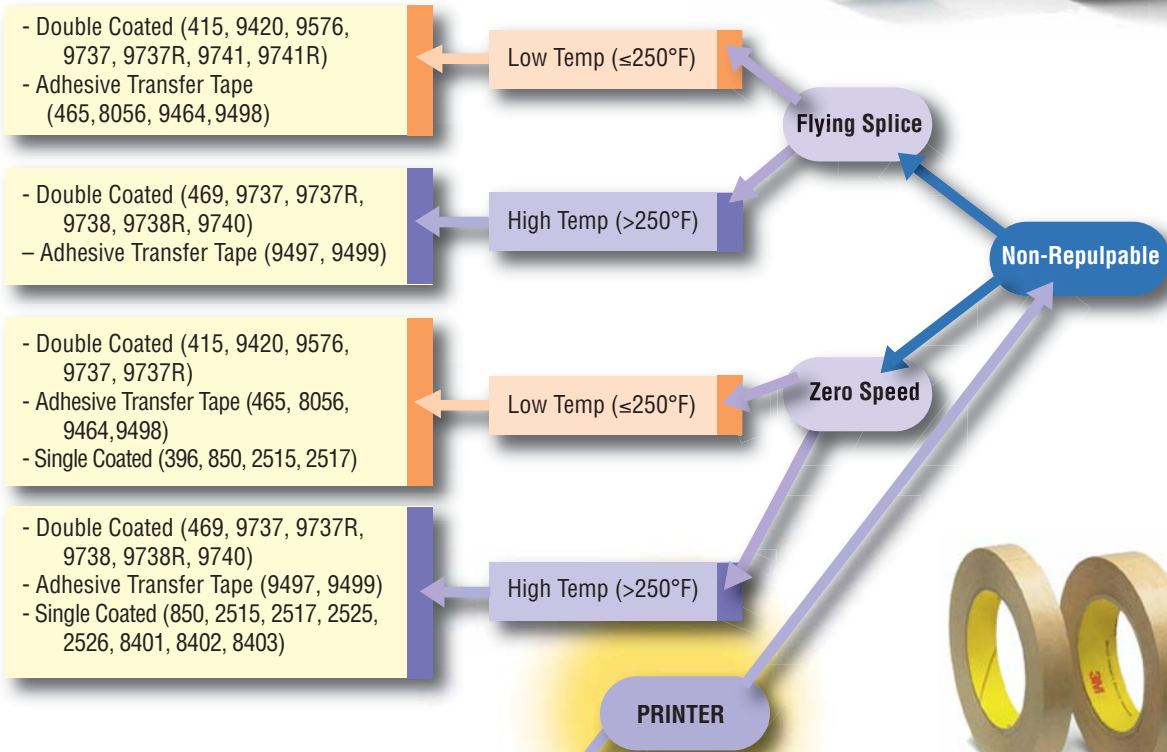 - Double Coated (415, 9420, 9576,
9737, 9737R, 9741, 9741R)
- Adhesive Transfer Tape
(465, 8056, 9464, 9498)
Low Temp (≤250°F)
Flying Splice
- Double Coated (469, 9737, 9737R,
9738, 9738R, 9740)
– Adhesive Transfer Tape (9497, 9499)
High Temp (>250°F)
Non-Repulpable
- Double Coated (415, 9420, 9576,
9737, 9737R)
- Adhesive Transfer Tape (465, 8056,
9464,9498)
- Single Coated (396, 850, 2515, 2517)
Low Temp (≤250°F)
Zero Speed
- Double Coated (469, 9737, 9737R,
9738, 9738R, 9740)
- Adhesive Transfer Tape (9497, 9499)
- Single Coated (850, 2515, 2517, 2525,
2526, 8401, 8402, 8403)
High Temp (>250°F)
PRINTER
3M